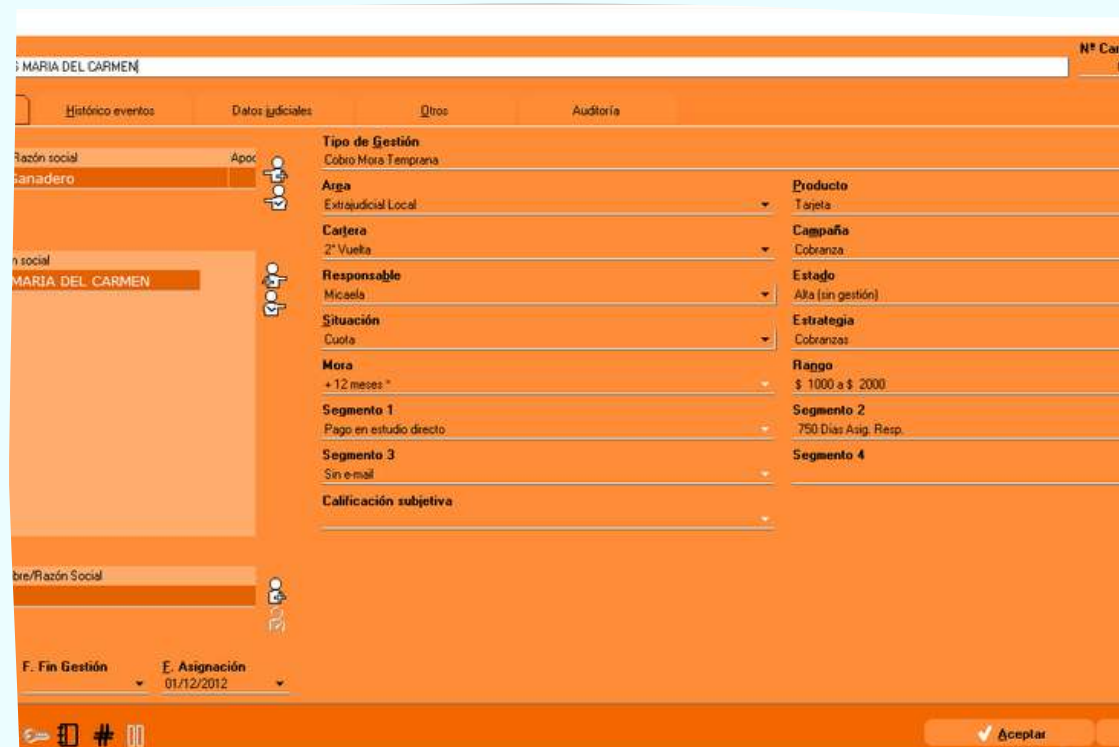 Nº Car
S MARIA DEL CARMEN
Histórico eventos Datos judiciales Otros Auditoría
Razón social Apoc
Ganadero
n social
MARIA DEL CARMEN
bre/Razón Social
F. Fin Gestión E. Asignación
01/12/2012
Tipo de Gestión
Cobro Mora Temprana
Area
Extrajudicial Local
Cartera
2° Vuelta
Responsable
Micaela
Situación
Cuota
Mora
+ 12 meses *
Segmento 1
Pago en estudio directo
Segmento 3
Sin e-mail
Calificación subjetiva
Producto
Tarjeta
Campaña
Cobranza
Estado
Alta (sin gestión)
Estrategia
Cobranzas
Rango
$ 1000 a $ 2000
Segmento 2
750 Días Asig. Resp.
Segmento 4
Aceptar